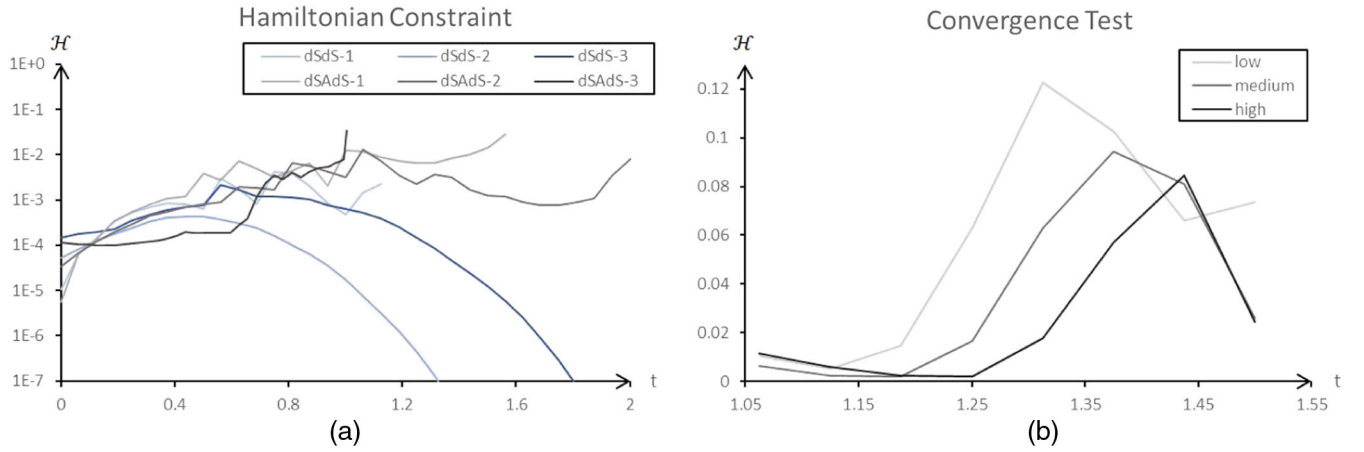 Hamiltonian Constraint
ℋ
dSdS-1 dSdS-2 dSdS-3
dSAdS-1 dSAdS-2 dSAdS-3
1E+0
1E-1
1E-2
1E-3
1E-4
1E-5
1E-6
1E-7
0 0.4 0.8 1.2 1.6 2
t
(a)
Convergence Test
ℋ
low
medium
high
0.12
0.1
0.08
0.06
0.04
0.02
0
1.05 1.15 1.25 1.35 1.45 1.55
t
(b)